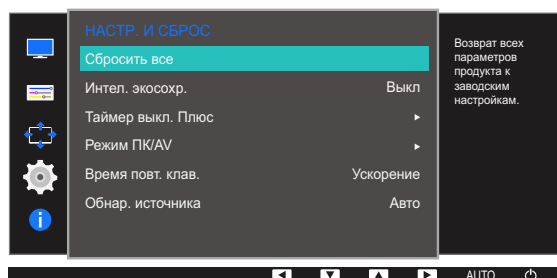 НАСТР. И СБРОС
Сбросить все
Интел. экосохр. Выкл
Таймер выкл. Плюс
Режим ПК/AV
Время повт. клав. Ускорение
Обнар. источника Авто
Возврат всех
параметров
продукта к
заводским
настройкам.
AUTO